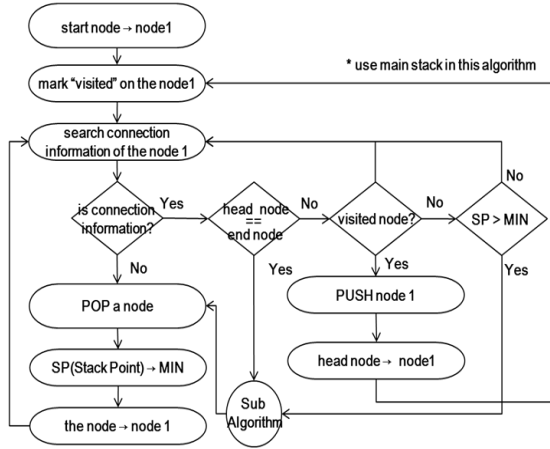 start node → node1
* use main stack in this algorithm
mark "visited" on the node1
search connection
information of the node 1
is connection
information?
Yes
head node
==
end node
No
visited node?
No
SP > MIN
No
No
Yes
Yes
Yes
POP a node
PUSH node 1
SP(Stack Point) → MIN
head node → node1
the node → node 1
Sub
Algorithm